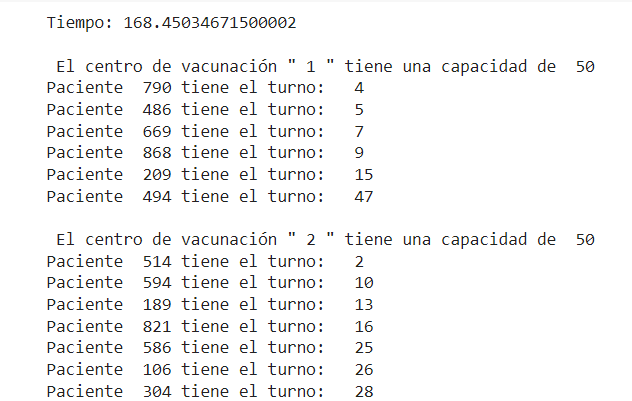 Tiempo: 168.45034671500002
El centro de vacunación " 1 " tiene una capacidad de  50
Paciente  790 tiene el turno:   4
Paciente  486 tiene el turno:   5
Paciente  669 tiene el turno:   7
Paciente  868 tiene el turno:   9
Paciente  209 tiene el turno:   15
Paciente  494 tiene el turno:   47
El centro de vacunación " 2 " tiene una capacidad de  50
Paciente  514 tiene el turno:   2
Paciente  594 tiene el turno:   10
Paciente  189 tiene el turno:   13
Paciente  821 tiene el turno:   16
Paciente  586 tiene el turno:   25
Paciente  106 tiene el turno:   26
Paciente  304 tiene el turno:   28